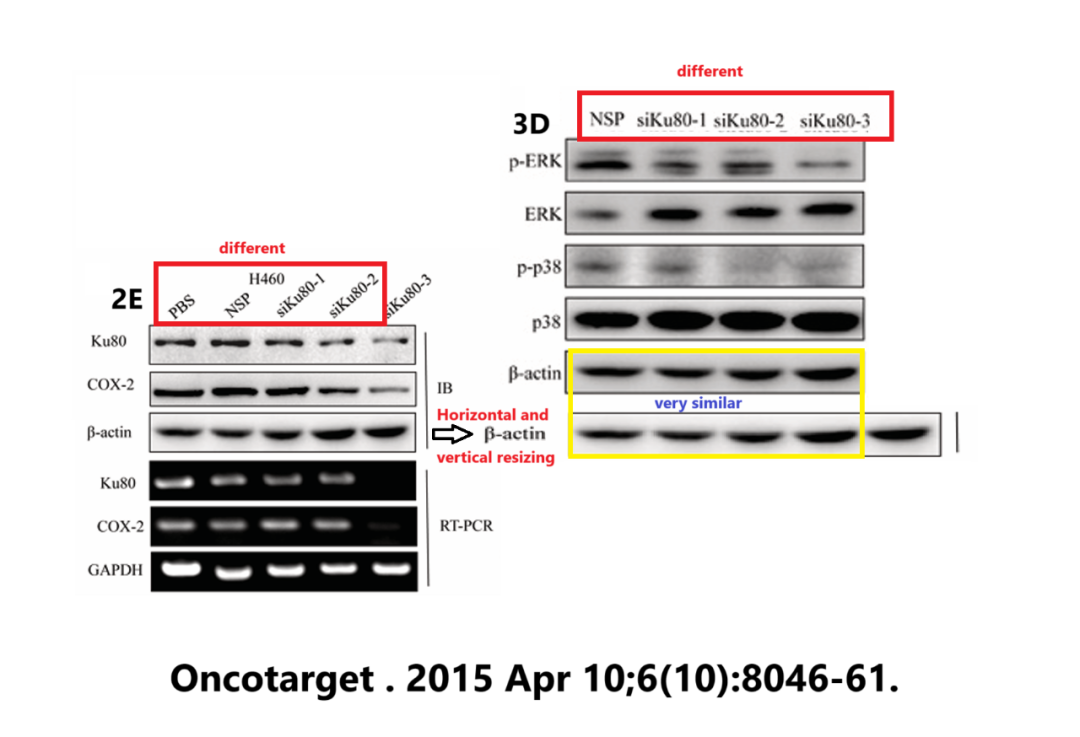 different
3D
NSP siKu80-1 siKu80-2 siKu80-3
p-ERK
ERK
p-p38
p38
β-actin
very similar
different
H460
2E
PBS NSP siKu80-1 siKu80-2 siKu80-3
Ku80
COX-2
IB
β-actin
Horizontal and
β-actin
vertical resizing
Ku80
COX-2
RT-PCR
GAPDH
Oncotarget . 2015 Apr 10;6(10):8046-61.